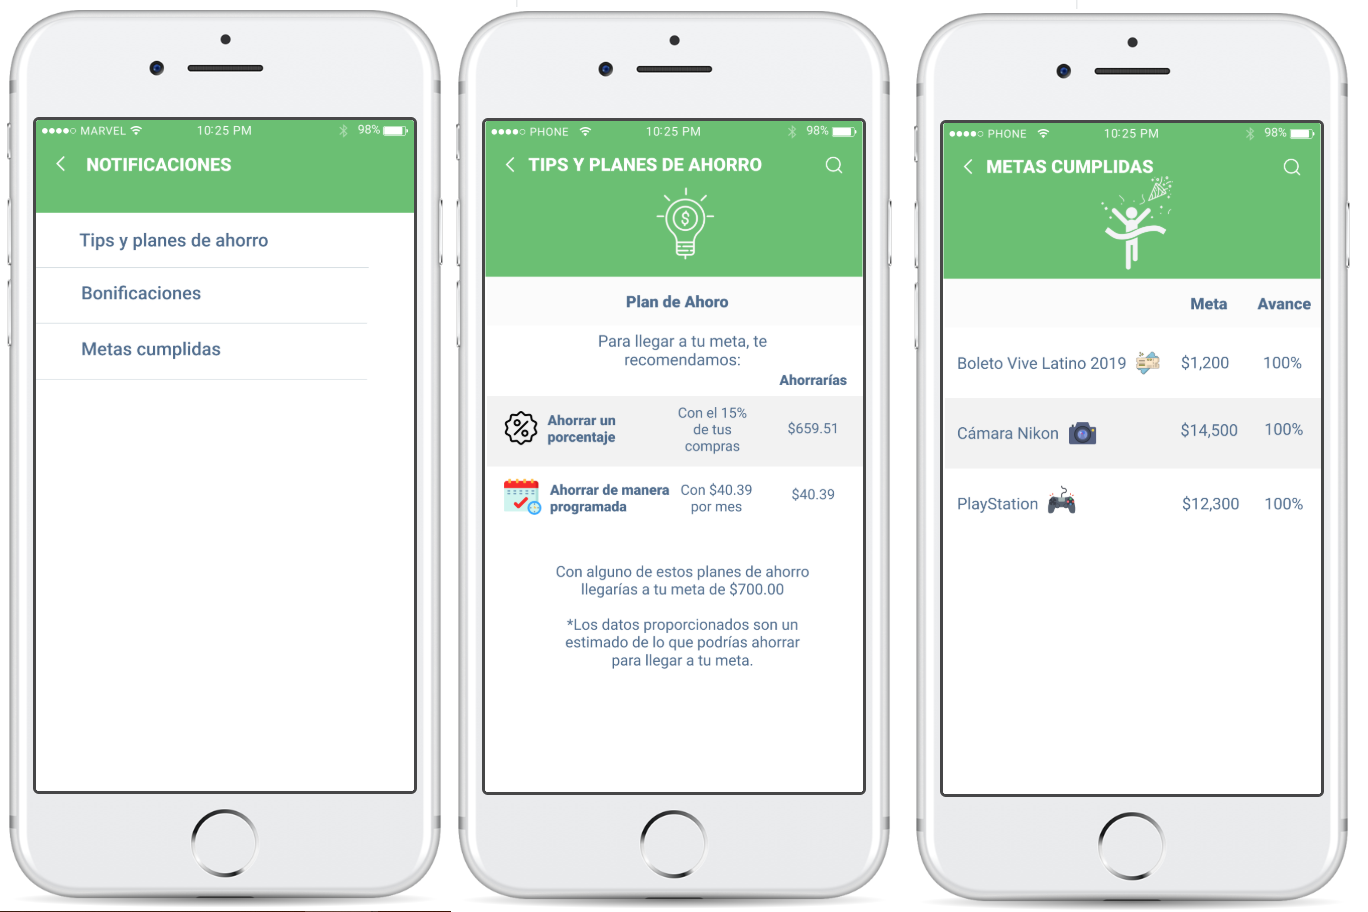 MARVEL 10:25 PM 98%
NOTIFICACIONES
Tips y planes de ahorro
Bonificaciones
Metas cumplidas
PHONE 10:25 PM 98%
TIPS Y PLANES DE AHORRO
$
Plan de Ahoro
Para llegar a tu meta, te
recomendamos:
Ahorrarías
Ahorrar un
porcentaje
Con el 15%
de tus
compras
$659.51
Ahorrar de manera
programada
Con $40.39
por mes
$40.39
Con alguno de estos planes de ahorro
llegarías a tu meta de $700.00
*Los datos proporcionados son un
estimado de lo que podrías ahorrar
para llegar a tu meta.
PHONE 10:25 PM 98%
METAS CUMPLIDAS
Meta Avance
Boleto Vive Latino 2019 $1,200 100%
Cámara Nikon $14,500 100%
PlayStation $12,300 100%